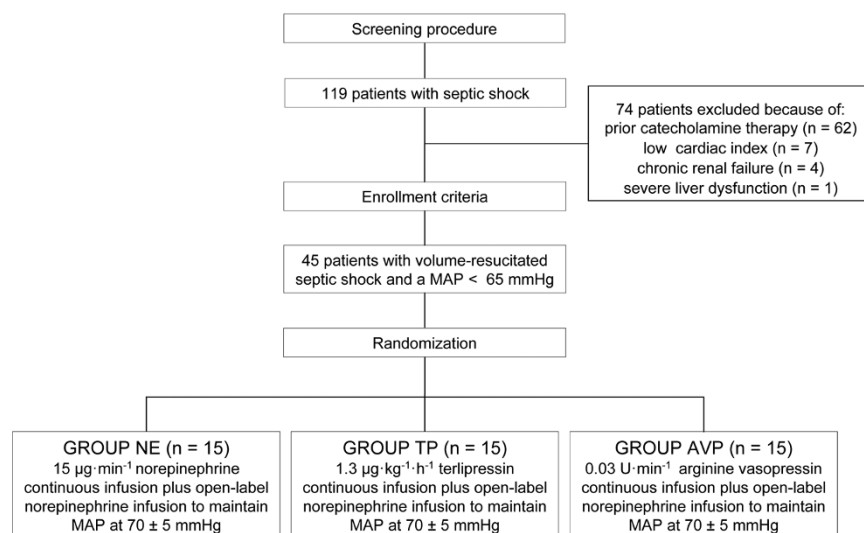 Screening procedure
119 patients with septic shock
74 patients excluded because of:
prior catecholamine therapy (n = 62)
low cardiac index (n = 7)
chronic renal failure (n = 4)
severe liver dysfunction (n = 1)
Enrollment criteria
45 patients with volume-resucitated
septic shock and a MAP < 65 mmHg
Randomization
GROUP NE (n = 15)
15 µg·min⁻¹ norepinephrine
continuous infusion plus open-label
norepinephrine infusion to maintain
MAP at 70 ± 5 mmHg
GROUP TP (n = 15)
1.3 µg·kg⁻¹·h⁻¹ terlipressin
continuous infusion plus open-label
norepinephrine infusion to maintain
MAP at 70 ± 5 mmHg
GROUP AVP (n = 15)
0.03 U·min⁻¹ arginine vasopressin
continuous infusion plus open-label
norepinephrine infusion to maintain
MAP at 70 ± 5 mmHg